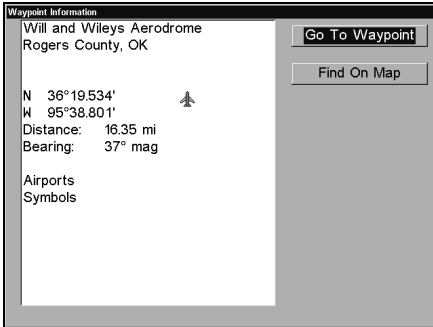 Waypoint Information
Will and Wileys Aerodrome
Rogers County, OK
N 36°19.534'
W 95°38.801'
Distance: 16.35 mi
Bearing: 37° mag
Airports
Symbols
Go To Waypoint
Find On Map